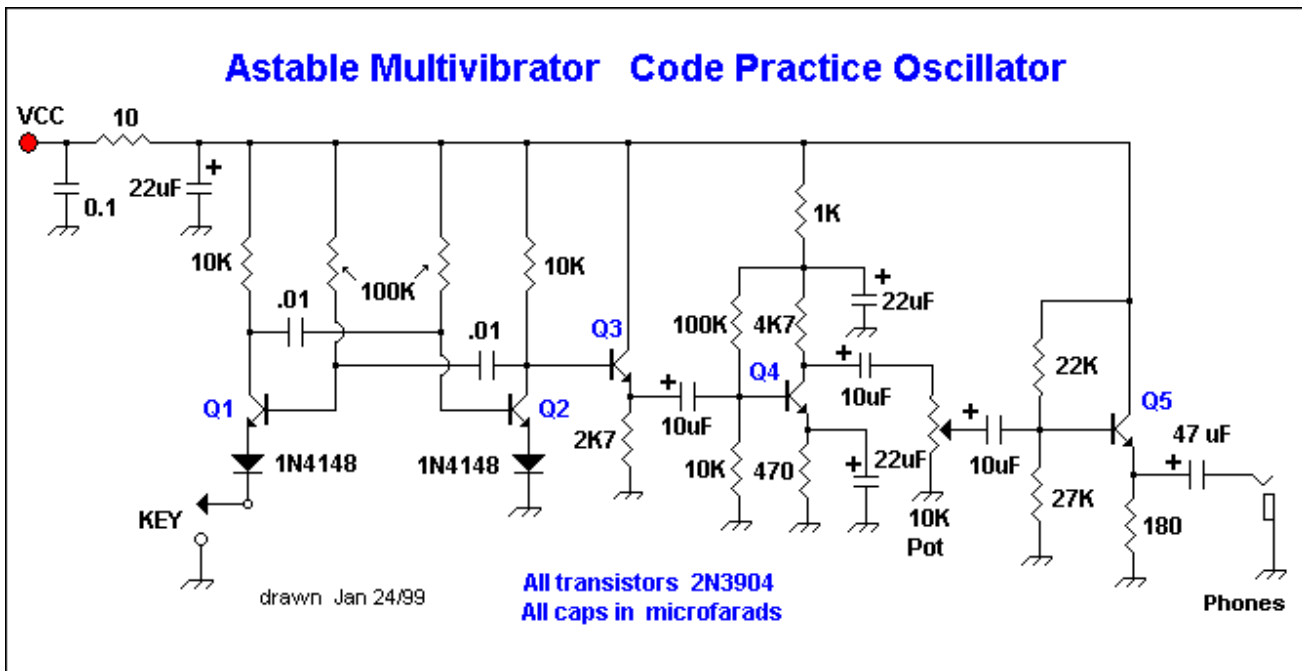 Astable Multivibrator Code Practice Oscillator
VCC
10
0.1
22uF
+
10K
100K
10K
.01
.01
Q1
Q2
1N4148
1N4148
KEY
Q3
2K7
+
10uF
1K
100K
4K7
+
22uF
Q4
10K
470
+
22uF
+
10uF
10K
Pot
+
10uF
22K
27K
Q5
180
47 uF
+
Phones
drawn Jan 24/99
All transistors 2N3904
All caps in microfarads